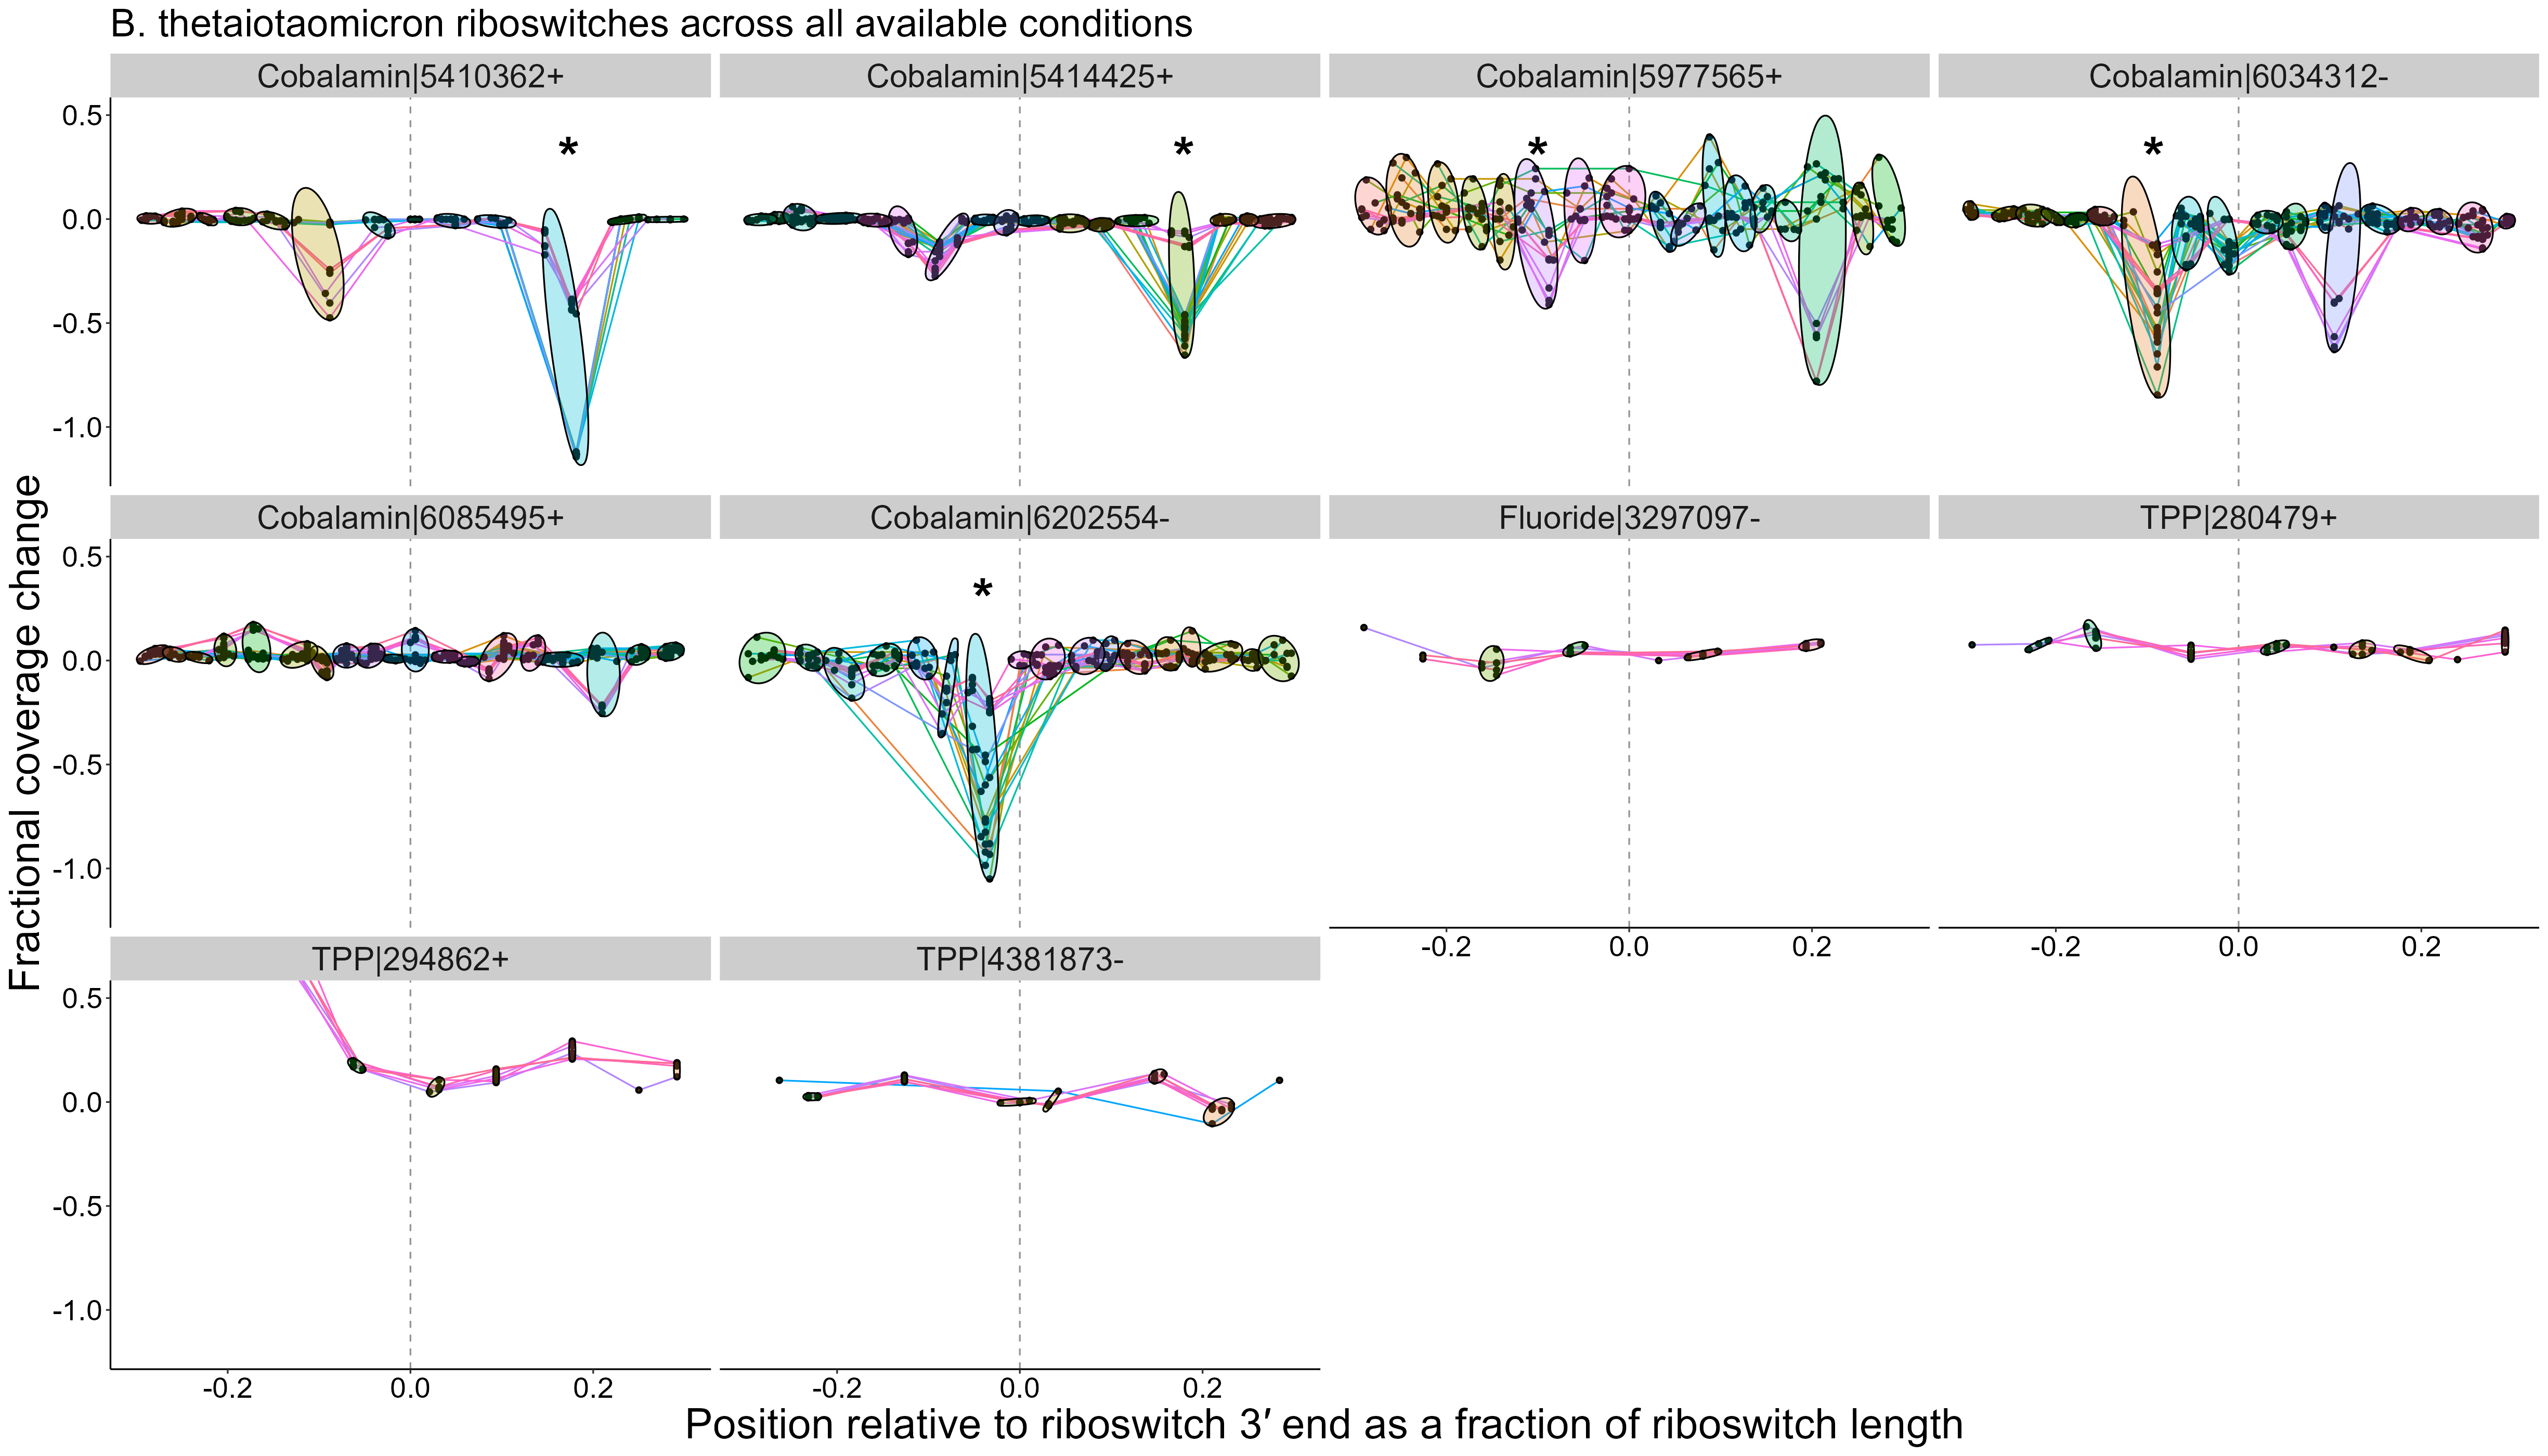 B. thetaiotaomicron riboswitches across all available conditions
Cobalamin|5410362+
Cobalamin|5414425+
Cobalamin|5977565+
Cobalamin|6034312-
0.5
*
*
*
*
0.0
-0.5
-1.0
Cobalamin|6085495+
Cobalamin|6202554-
Fluoride|3297097-
TPP|280479+
0.5
*
0.0
-0.5
-1.0
-0.2 0.0 0.2
-0.2 0.0 0.2
TPP|294862+
TPP|4381873-
0.5
0.0
-0.5
-1.0
-0.2 0.0 0.2
-0.2 0.0 0.2
Fractional coverage change
Position relative to riboswitch 3′ end as a fraction of riboswitch length